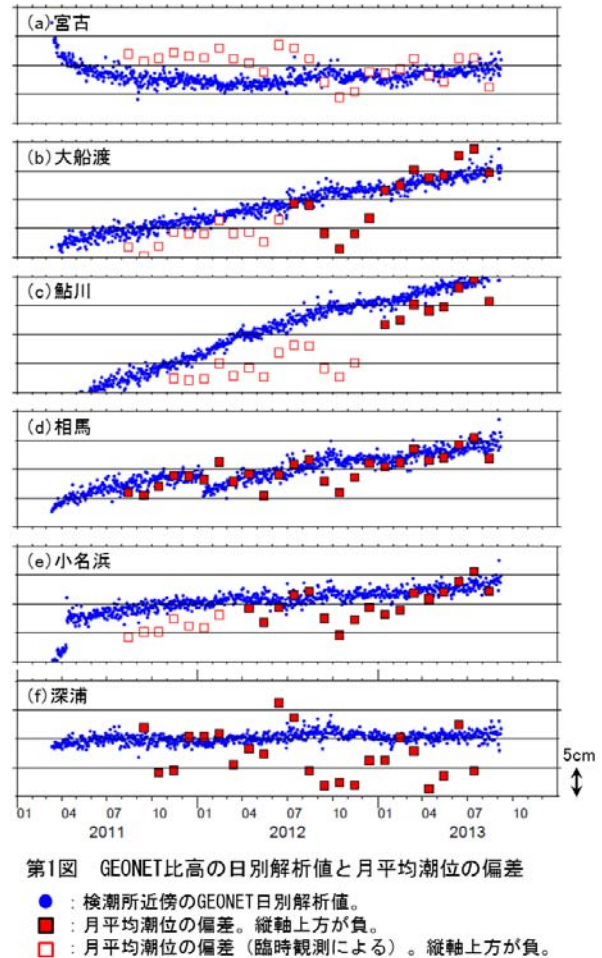 (a)宮古
(b)大船渡
(c)鮎川
(d)相馬
(e)小名浜
(f)深浦
5cm
01 04 07 10 01 04 07 10 01 04 07 10
2011 2012 2013
第1図 GEONET比高の日別解析値と月平均潮位の偏差
：検潮所近傍のGEONET日別解析値。
：月平均潮位の偏差。縦軸上方が負。
：月平均潮位の偏差（臨時観測による）。縦軸上方が負。